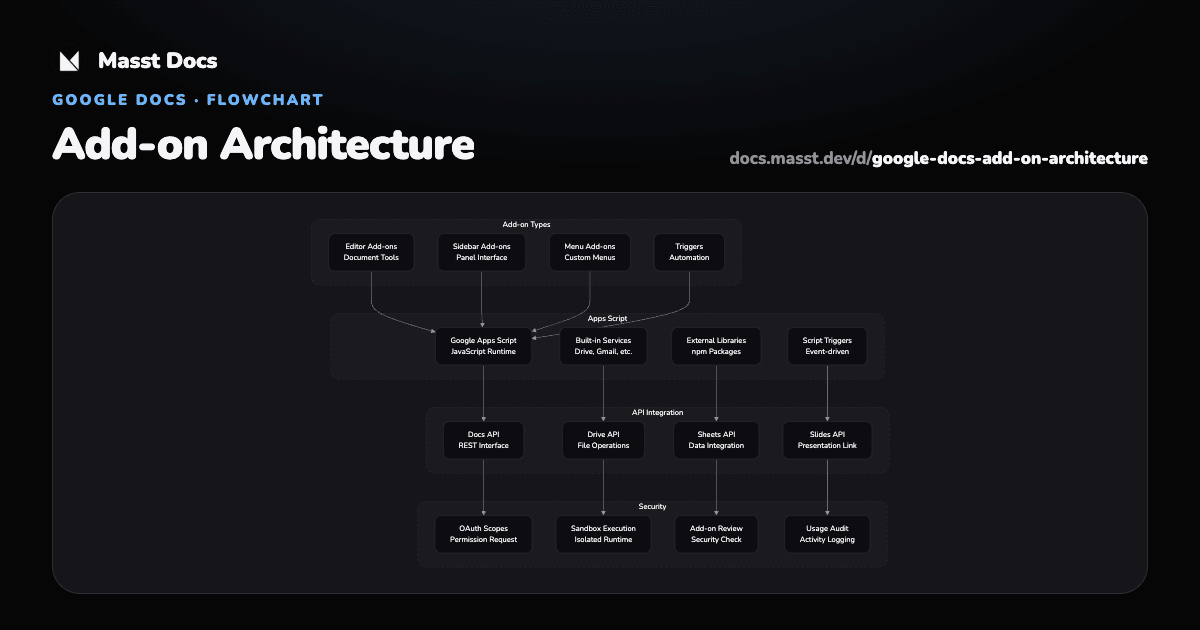 Masst Docs
GOOGLE DOCS · FLOWCHART
Add-on Architecture
docs.masst.dev/d/google-docs-add-on-architecture
Add-on Types
Editor Add-ons
Document Tools
Sidebar Add-ons
Panel Interface
Menu Add-ons
Custom Menus
Triggers
Automation
Apps Script
Google Apps Script
JavaScript Runtime
Built-in Services
Drive, Gmail, etc.
External Libraries
npm Packages
Script Triggers
Event-driven
API Integration
Docs API
REST Interface
Drive API
File Operations
Sheets API
Data Integration
Slides API
Presentation Link
Security
OAuth Scopes
Permission Request
Sandbox Execution
Isolated Runtime
Add-on Review
Security Check
Usage Audit
Activity Logging